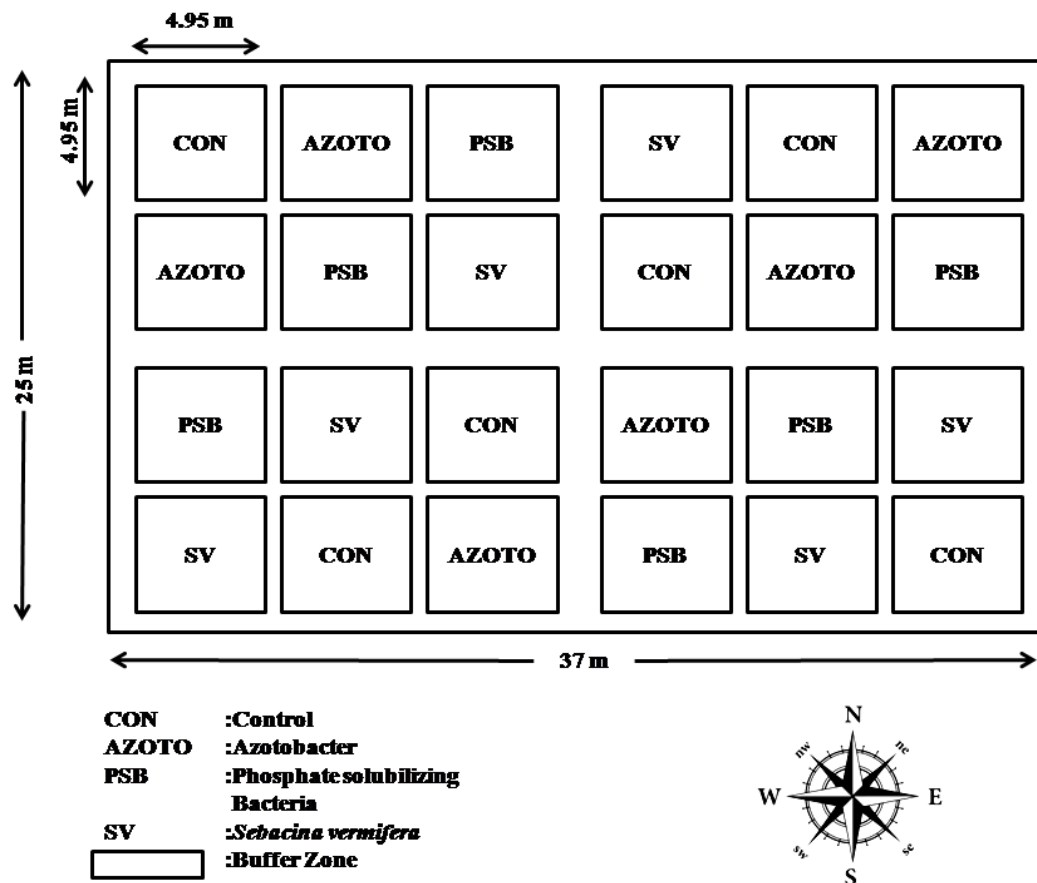 4.95 m
4.95 m
CON AZOTO PSB SV CON AZOTO
AZOTO PSB SV CON AZOTO PSB
25 m
PSB SV CON AZOTO PSB SV
SV CON AZOTO PSB SV CON
37 m
CON :Control
AZOTO :Azotobacter
PSB :Phosphate solubilizing
Bacteria
SV :Sebacina vermifera
:Buffer Zone
N
nw ne
W E
sw se
S